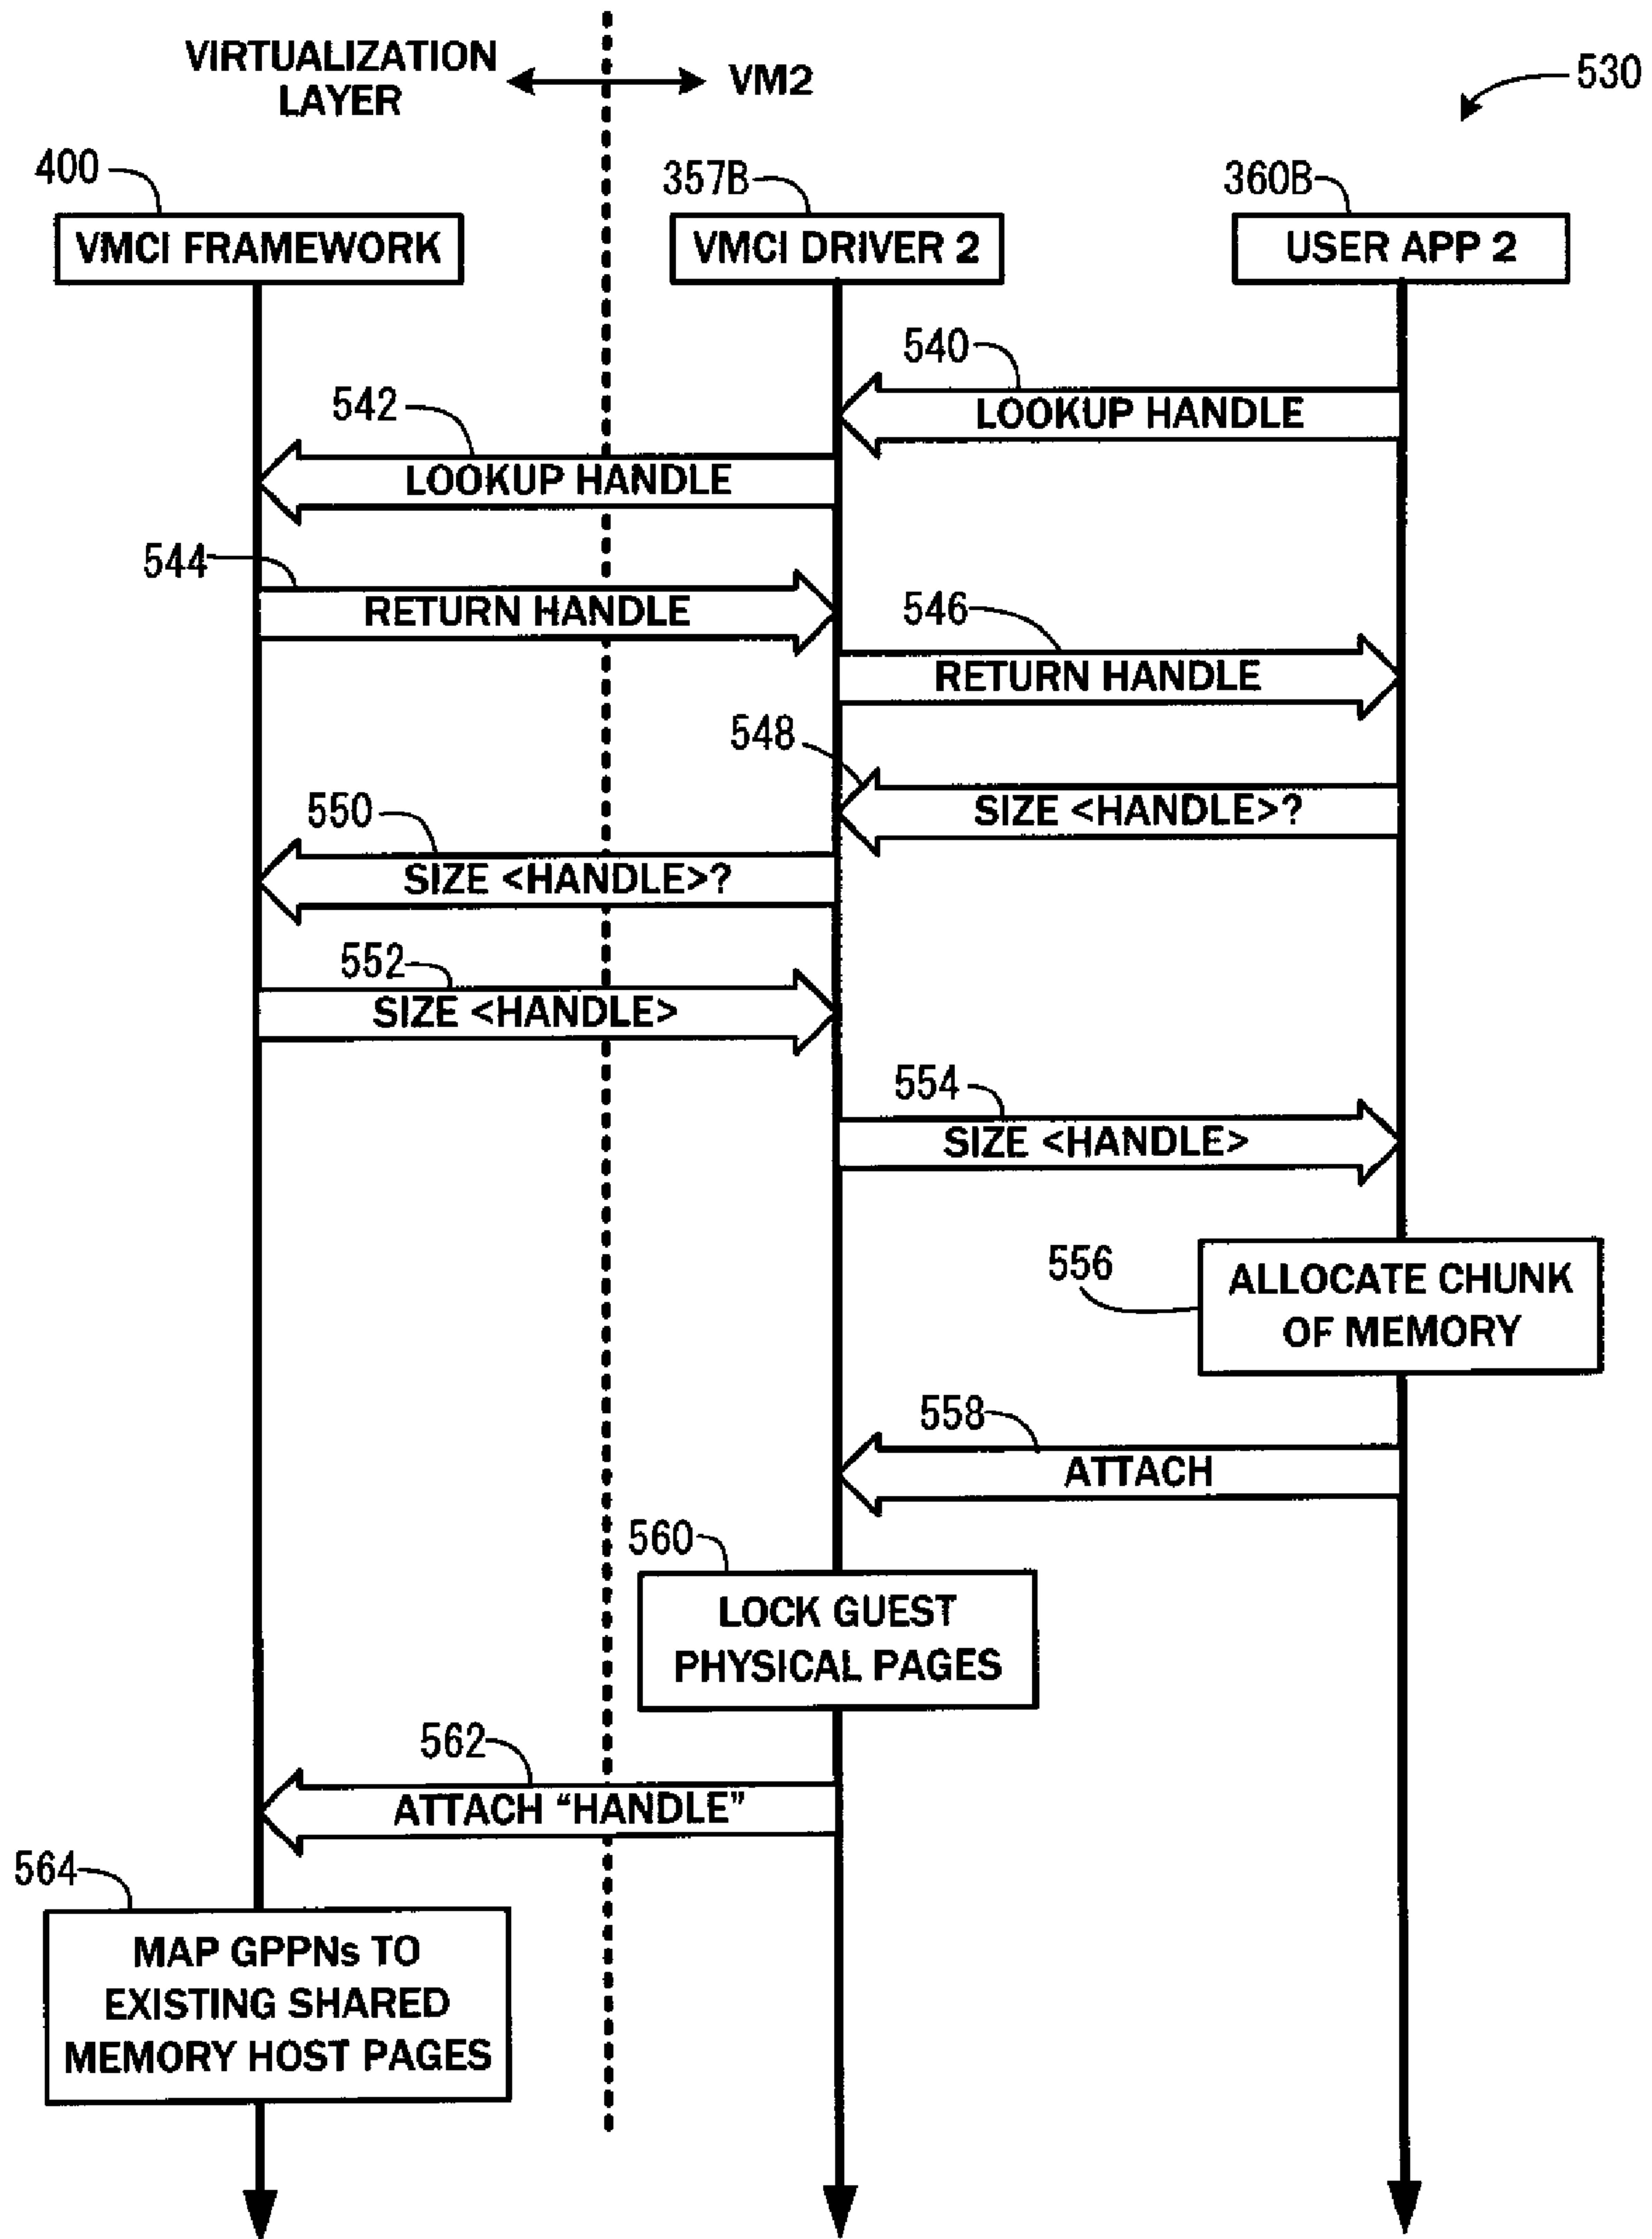 VIRTUALIZATION
LAYER
VM2
530
400
357B
360B
VMCI FRAMEWORK
VMCI DRIVER 2
USER APP 2
540
LOOKUP HANDLE
542
LOOKUP HANDLE
544
RETURN HANDLE
546
RETURN HANDLE
548
SIZE <HANDLE>?
550
SIZE <HANDLE>?
552
SIZE <HANDLE>
554
SIZE <HANDLE>
556
ALLOCATE CHUNK
OF MEMORY
558
ATTACH
560
LOCK GUEST
PHYSICAL PAGES
562
ATTACH “HANDLE”
564
MAP GPPNs TO
EXISTING SHARED
MEMORY HOST PAGES